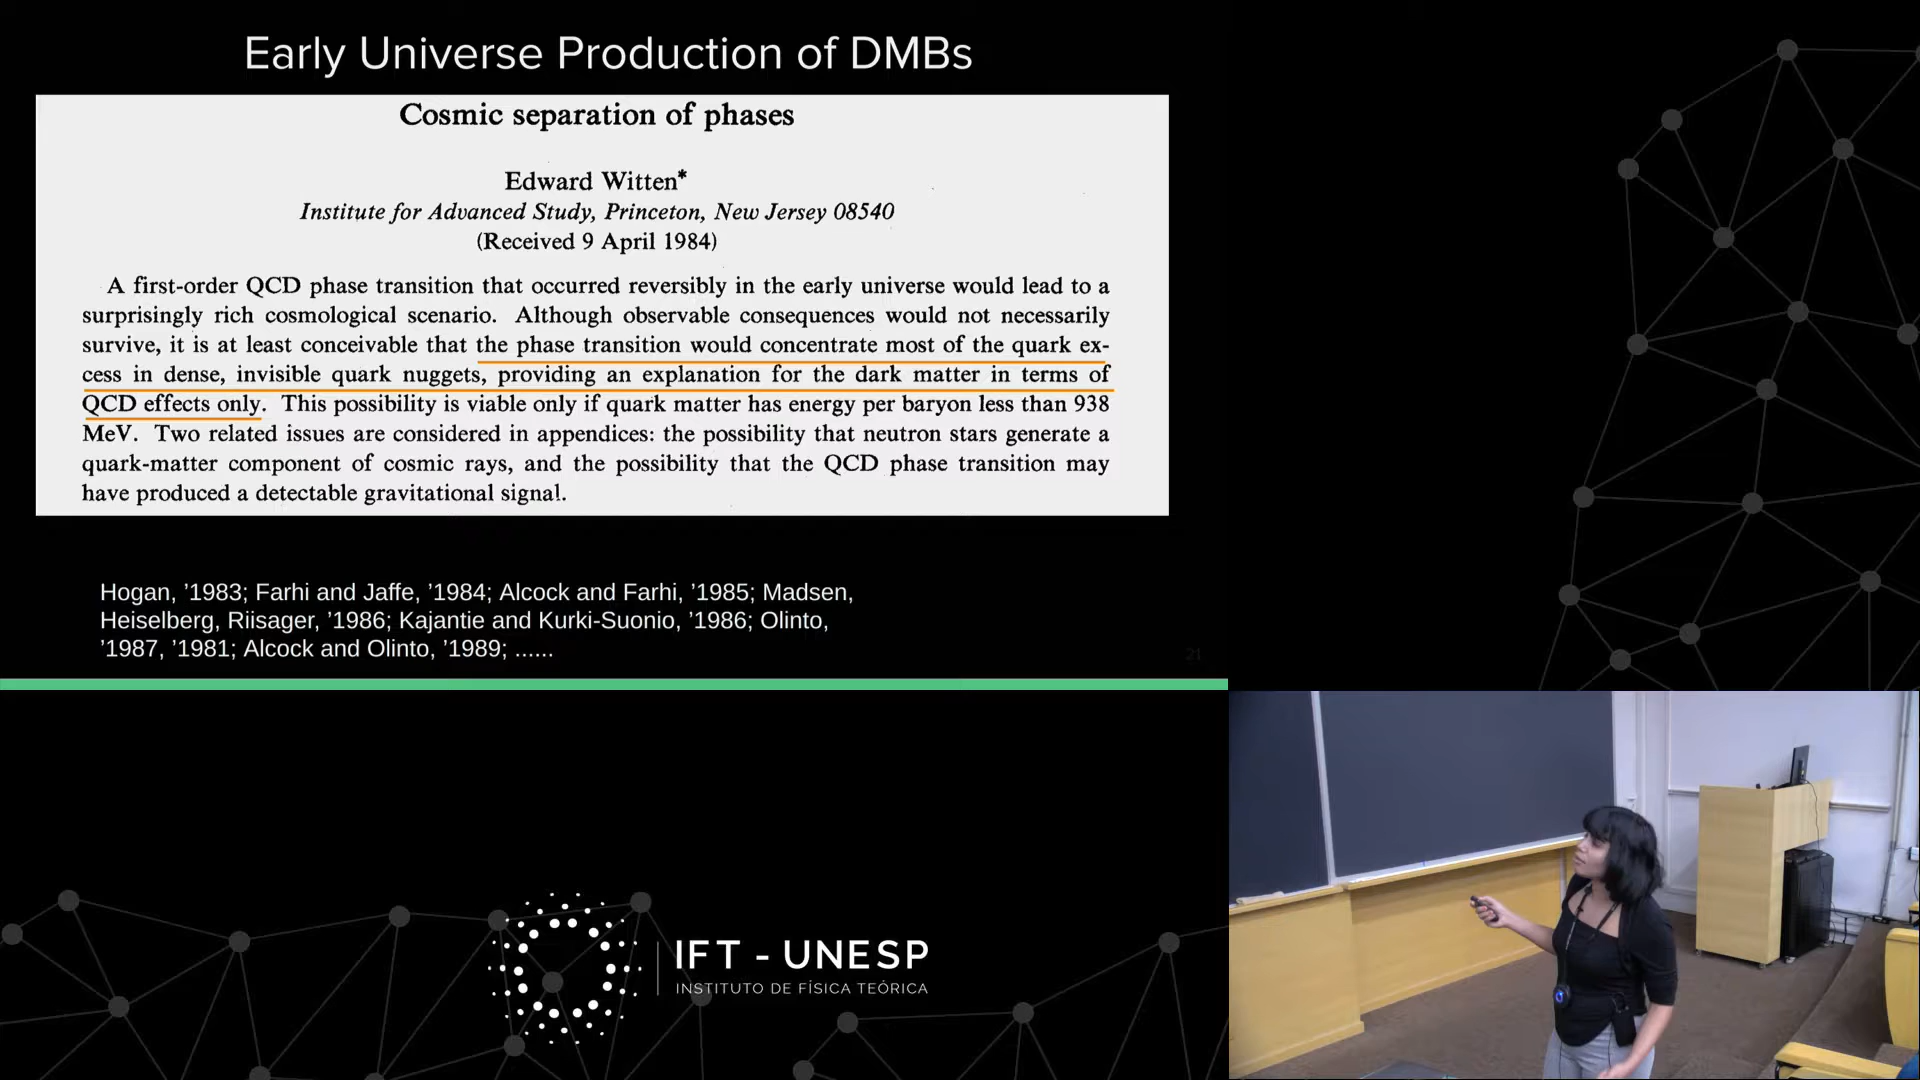 Early Universe Production of DMBs
Cosmic separation of phases
Edward Witten*
Institute for Advanced Study, Princeton, New Jersey 08540
(Received 9 April 1984)
A first-order QCD phase transition that occurred reversibly in the early universe would lead to a
surprisingly rich cosmological scenario. Although observable consequences would not necessarily
survive, it is at least conceivable that the phase transition would concentrate most of the quark ex-
cess in dense, invisible quark nuggets, providing an explanation for the dark matter in terms of
QCD effects only. This possibility is viable only if quark matter has energy per baryon less than 938
MeV. Two related issues are considered in appendices: the possibility that neutron stars generate a
quark-matter component of cosmic rays, and the possibility that the QCD phase transition may
have produced a detectable gravitational signal.
Hogan, ’1983; Farhi and Jaffe, ’1984; Alcock and Farhi, ’1985; Madsen,
Heiselberg, Riisager, ’1986; Kajantie and Kurki-Suonio, ’1986; Olinto,
’1987, ’1981; Alcock and Olinto, ’1989; ......
21
IFT - UNESP
INSTITUTO DE FÍSICA TEÓRICA